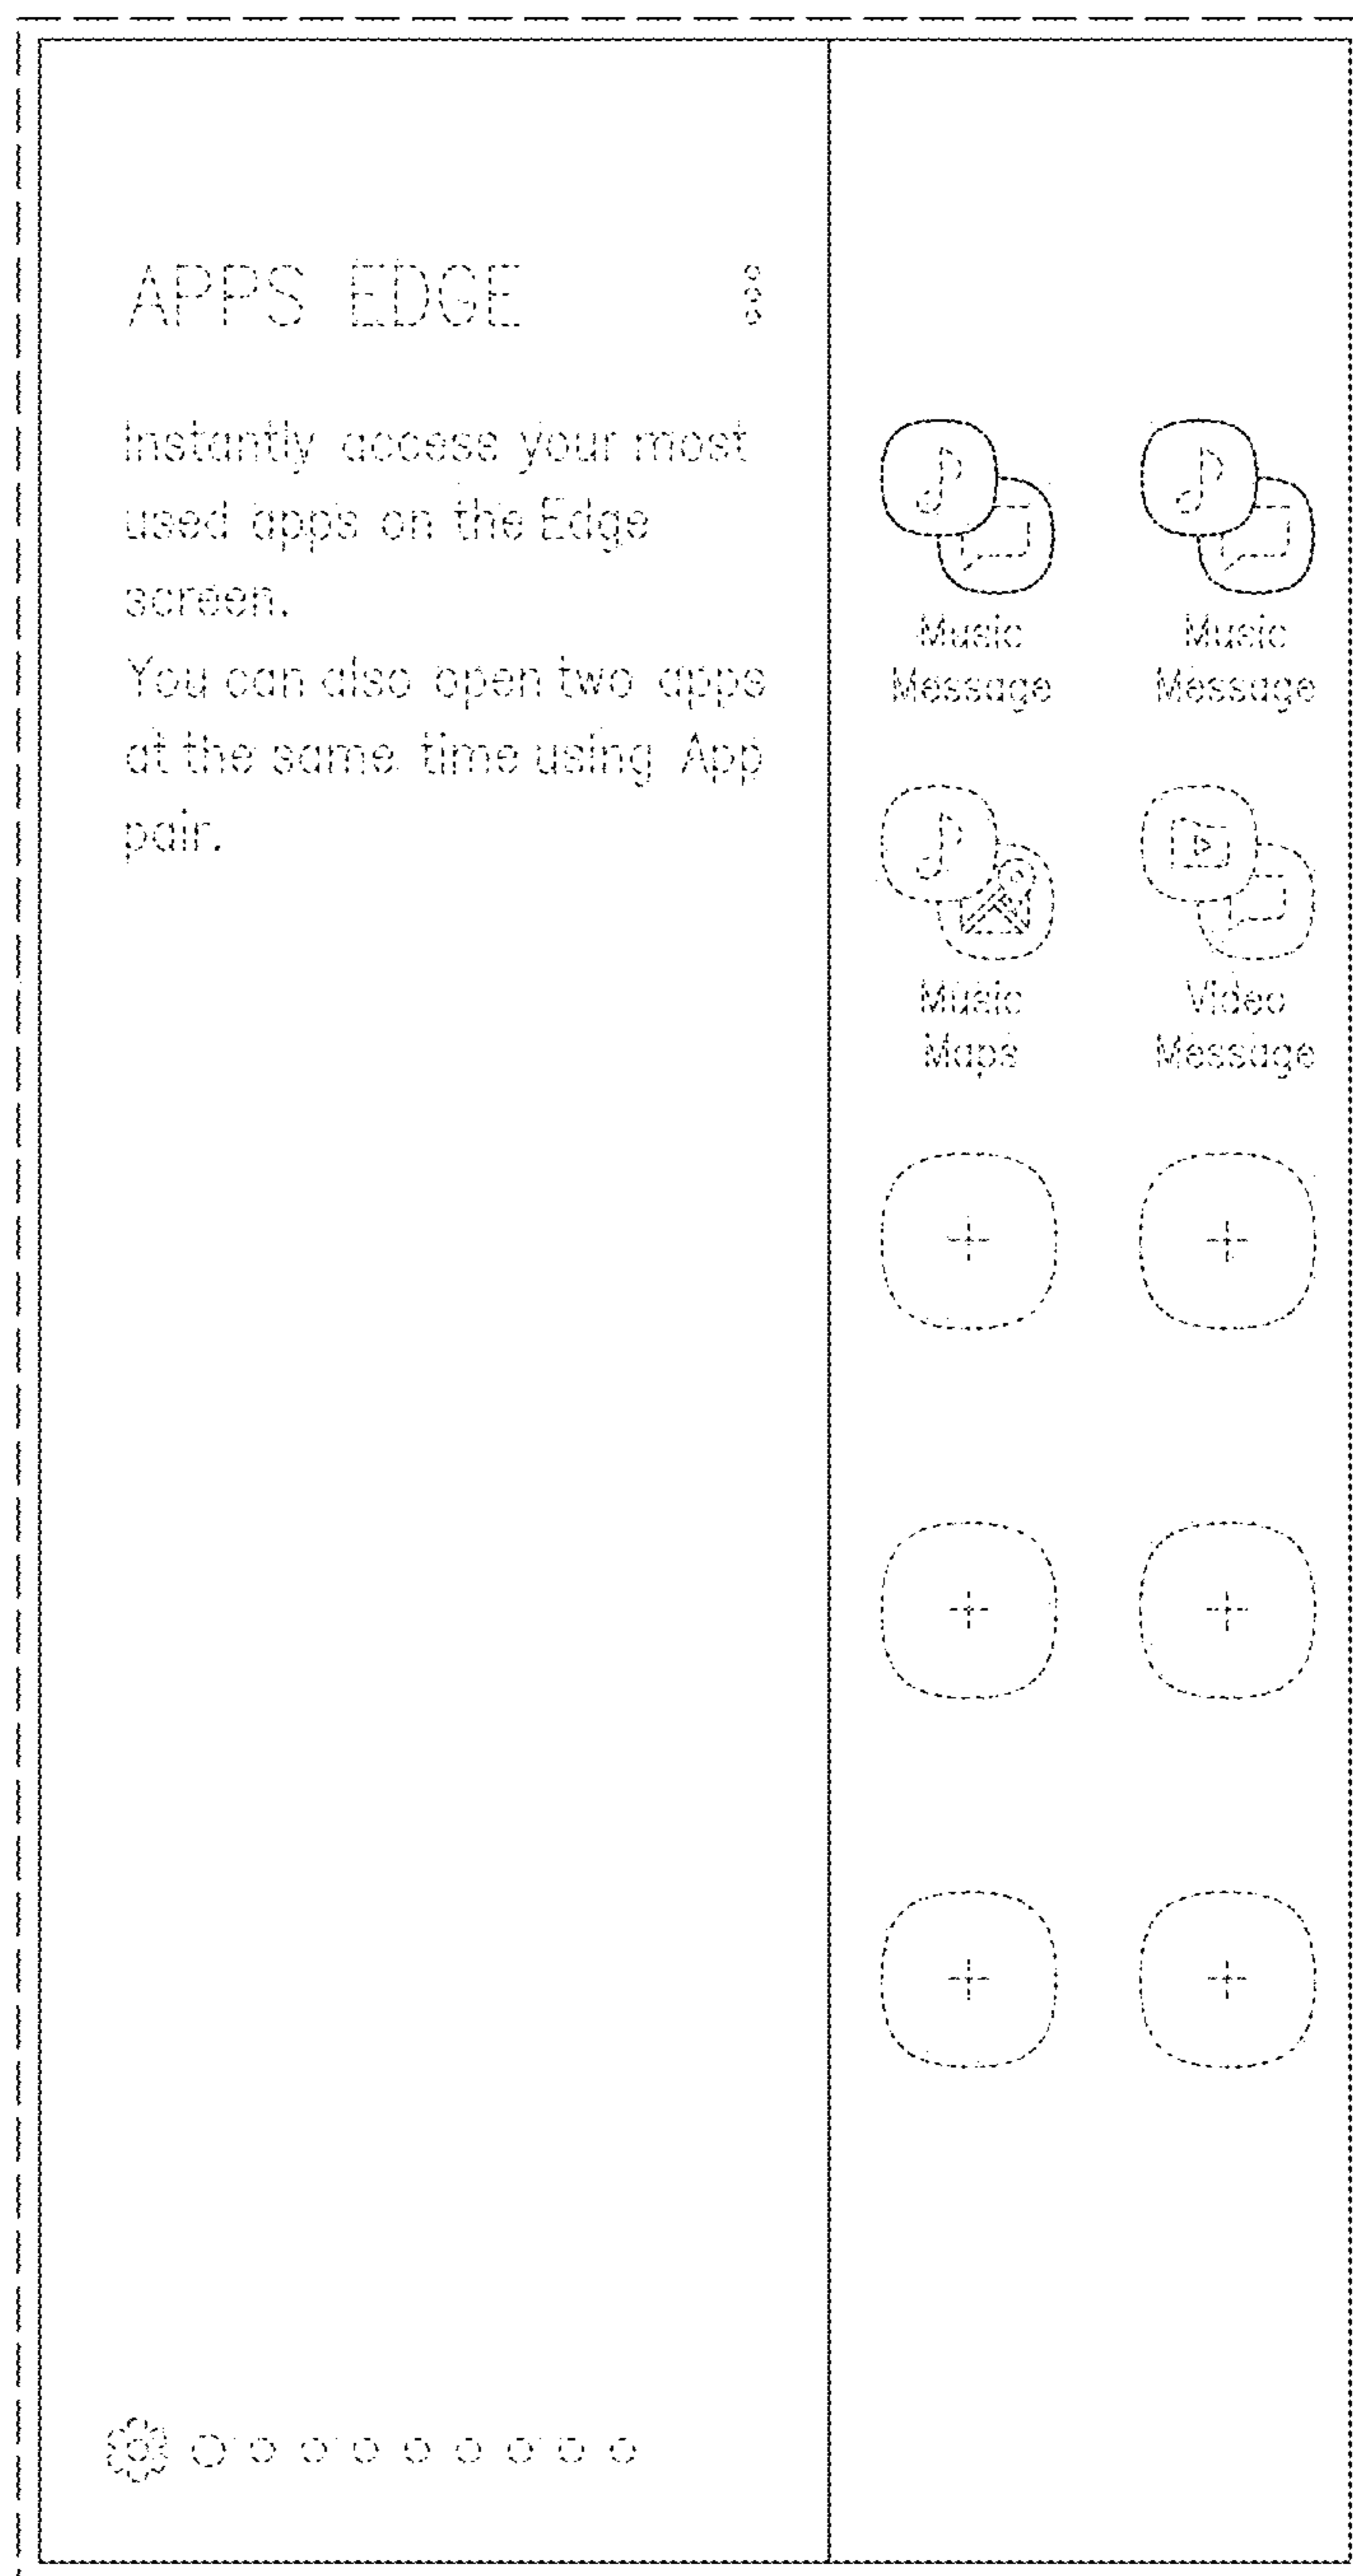 APPS EDGE
Instantly access your most
used apps on the Edge
screen.
You can also open two apps
at the same time using App
pair.
Music
Message
Music
Message
Music
Maps
Video
Message